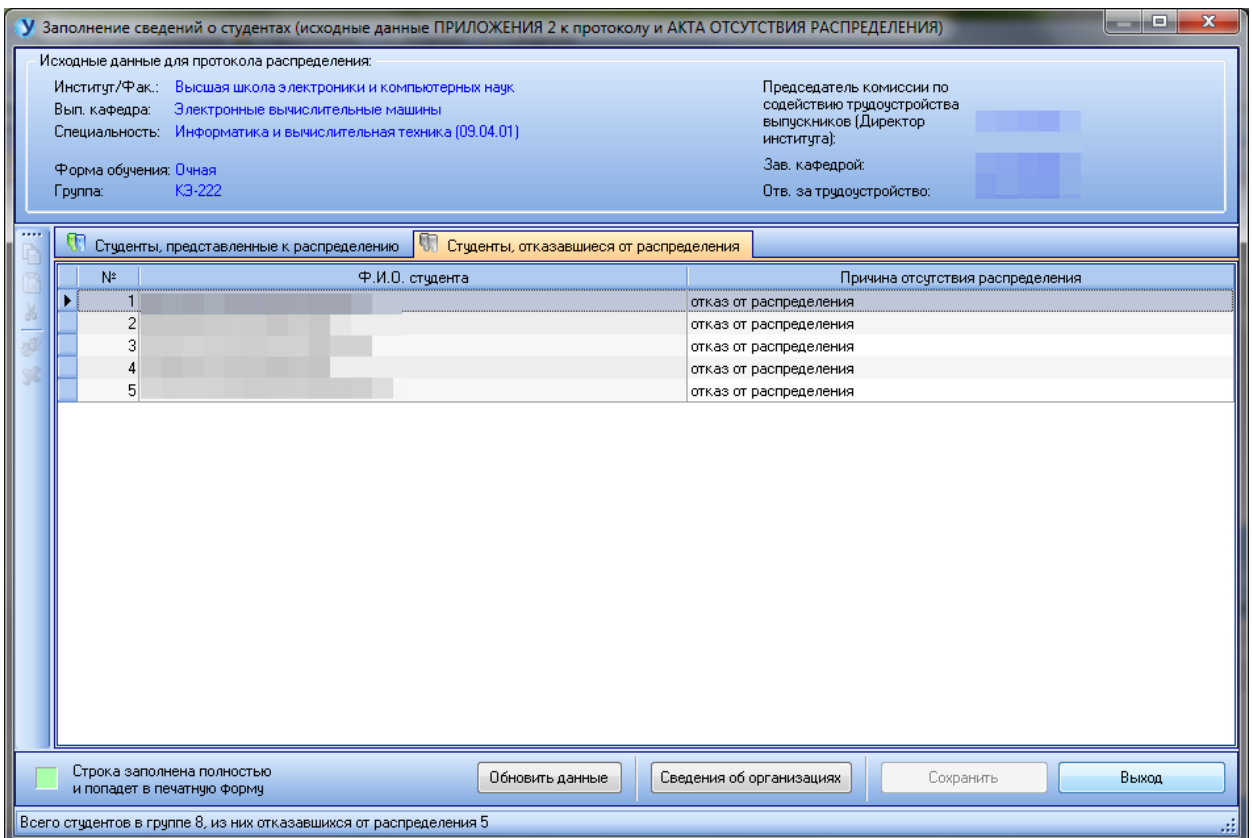 Заполнение сведений о студентах (исходные данные ПРИЛОЖЕНИЯ 2 к протоколу и АКТА ОТСУТСТВИЯ РАСПРЕДЕЛЕНИЯ)
Исходные данные для протокола распределения:
Институт/Фак.: Высшая школа электроники и компьютерных наук
Вып. кафедра: Электронные вычислительные машины
Специальность: Информатика и вычислительная техника (09.04.01)
Форма обучения: Очная
Группа: КЭ-222
Председатель комиссии по
содействию трудоустройства
выпускников (Директор
института):
Зав. кафедрой:
Отв. за трудоустройство:
Студенты, представленные к распределению Студенты, отказавшиеся от распределения
№ Ф.И.О. студента Причина отсутствия распределения
1 отказ от распределения
2 отказ от распределения
3 отказ от распределения
4 отказ от распределения
5 отказ от распределения
Строка заполнена полностью
и попадет в печатную форму
Обновить данные Сведения об организациях Сохранить Выход
Всего студентов в группе 8, из них отказавшихся от распределения 5